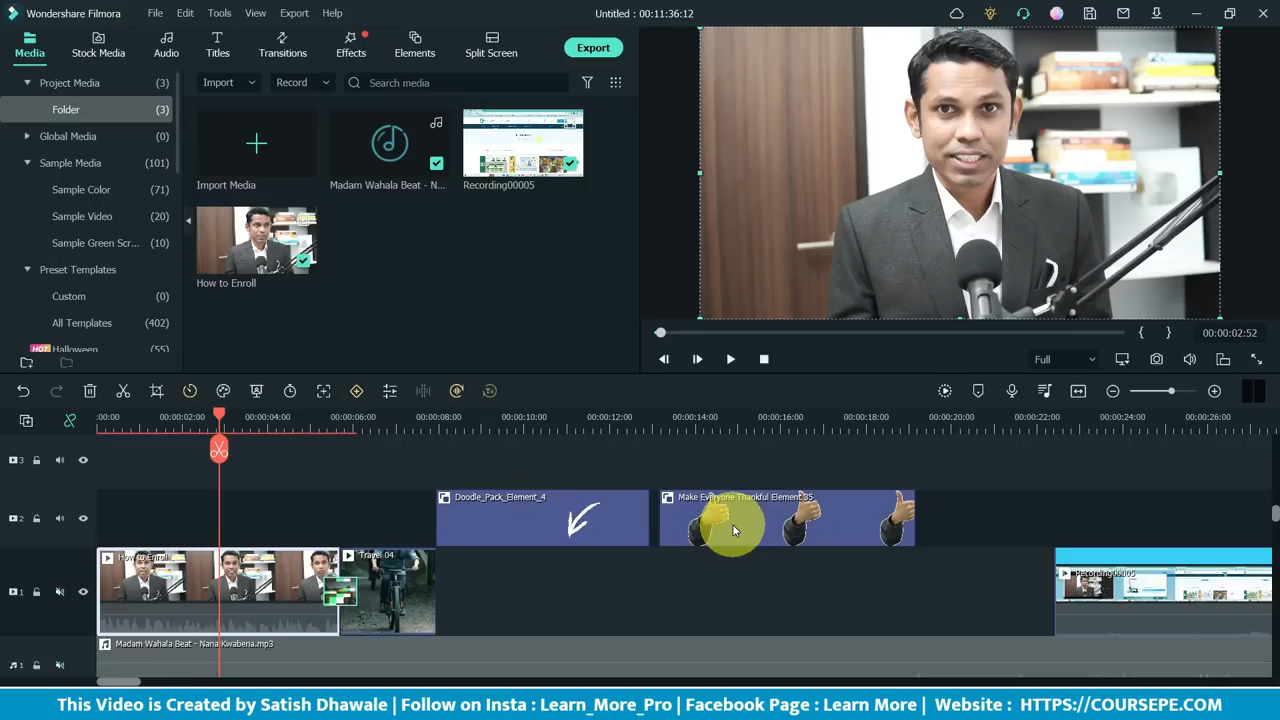 Wondershare Filmora
File Edit Tools View Export Help
Untitled : 00:11:36:12
Media Stock Media Audio Titles Transitions Effects Elements Split Screen
Export
Project Media (3)
Folder (3)
Global Media (0)
Sample Media (101)
Sample Color (71)
Sample Video (20)
Sample Green Scr... (10)
Preset Templates
Custom (0)
All Templates (402)
HOT Halloween (55)
Import Record Search media
Import Media
Madam Wahala Beat - N...
Recording00005
How to Enroll
{ } 00:00:02:52
Full
:00:00 00:00:02:00 00:00:04:00 00:00:06:00 00:00:08:00 00:00:10:00 00:00:12:00 00:00:14:00 00:00:16:00 00:00:18:00 00:00:20:00 00:00:22:00 00:00:24:00 00:00:26:00
3
2
Doodle_Pack_Element_4
Make Everyone Thankful Element 35
1
How to Enroll
Travel 04
Recording00005
1
Madam Wahala Beat - Nana Kwabena.mp3
This Video is Created by Satish Dhawale | Follow on Insta : Learn_More_Pro | Facebook Page : Learn More | Website : HTTPS://COURSEPE.COM